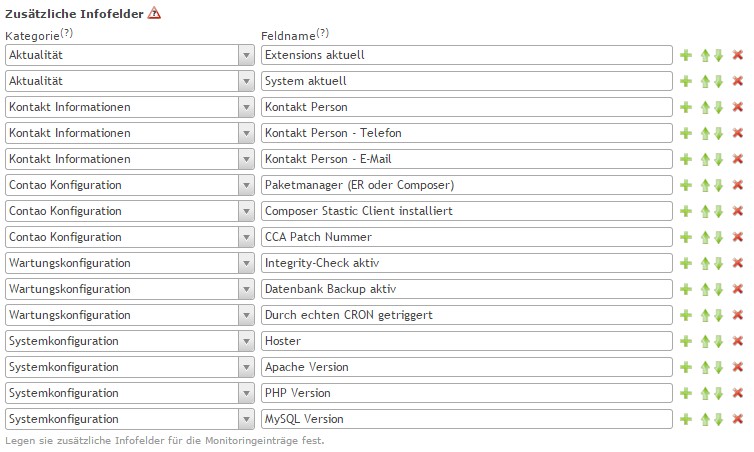 Zusätzliche Infofelder
Kategorie(?) Feldname(?)
Aktualität Extensions aktuell
Aktualität System aktuell
Kontakt Informationen Kontakt Person
Kontakt Informationen Kontakt Person - Telefon
Kontakt Informationen Kontakt Person - E-Mail
Contao Konfiguration Paketmanager (ER oder Composer)
Contao Konfiguration Composer Stastic Client installiert
Contao Konfiguration CCA Patch Nummer
Wartungskonfiguration Integrity-Check aktiv
Wartungskonfiguration Datenbank Backup aktiv
Wartungskonfiguration Durch echten CRON getriggert
Systemkonfiguration Hoster
Systemkonfiguration Apache Version
Systemkonfiguration PHP Version
Systemkonfiguration MySQL Version
Legen sie zusätzliche Infofelder für die Monitoringeinträge fest.